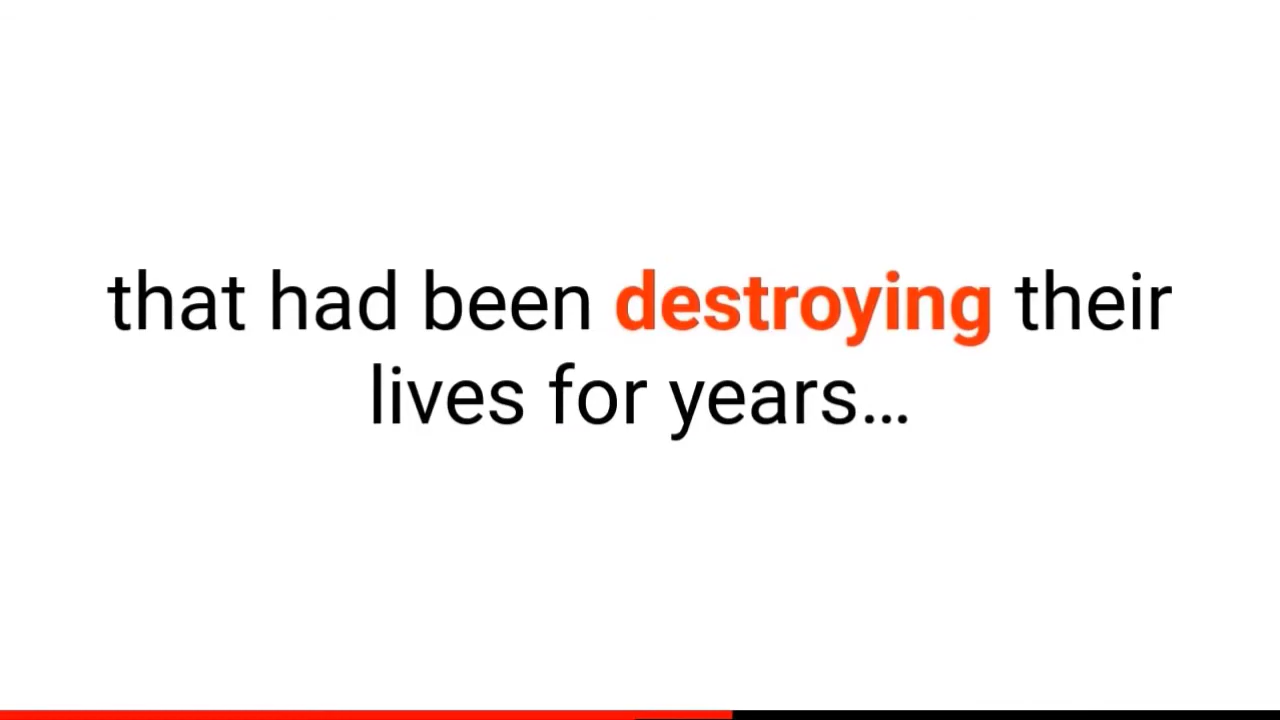 that had been destroying their
lives for years...